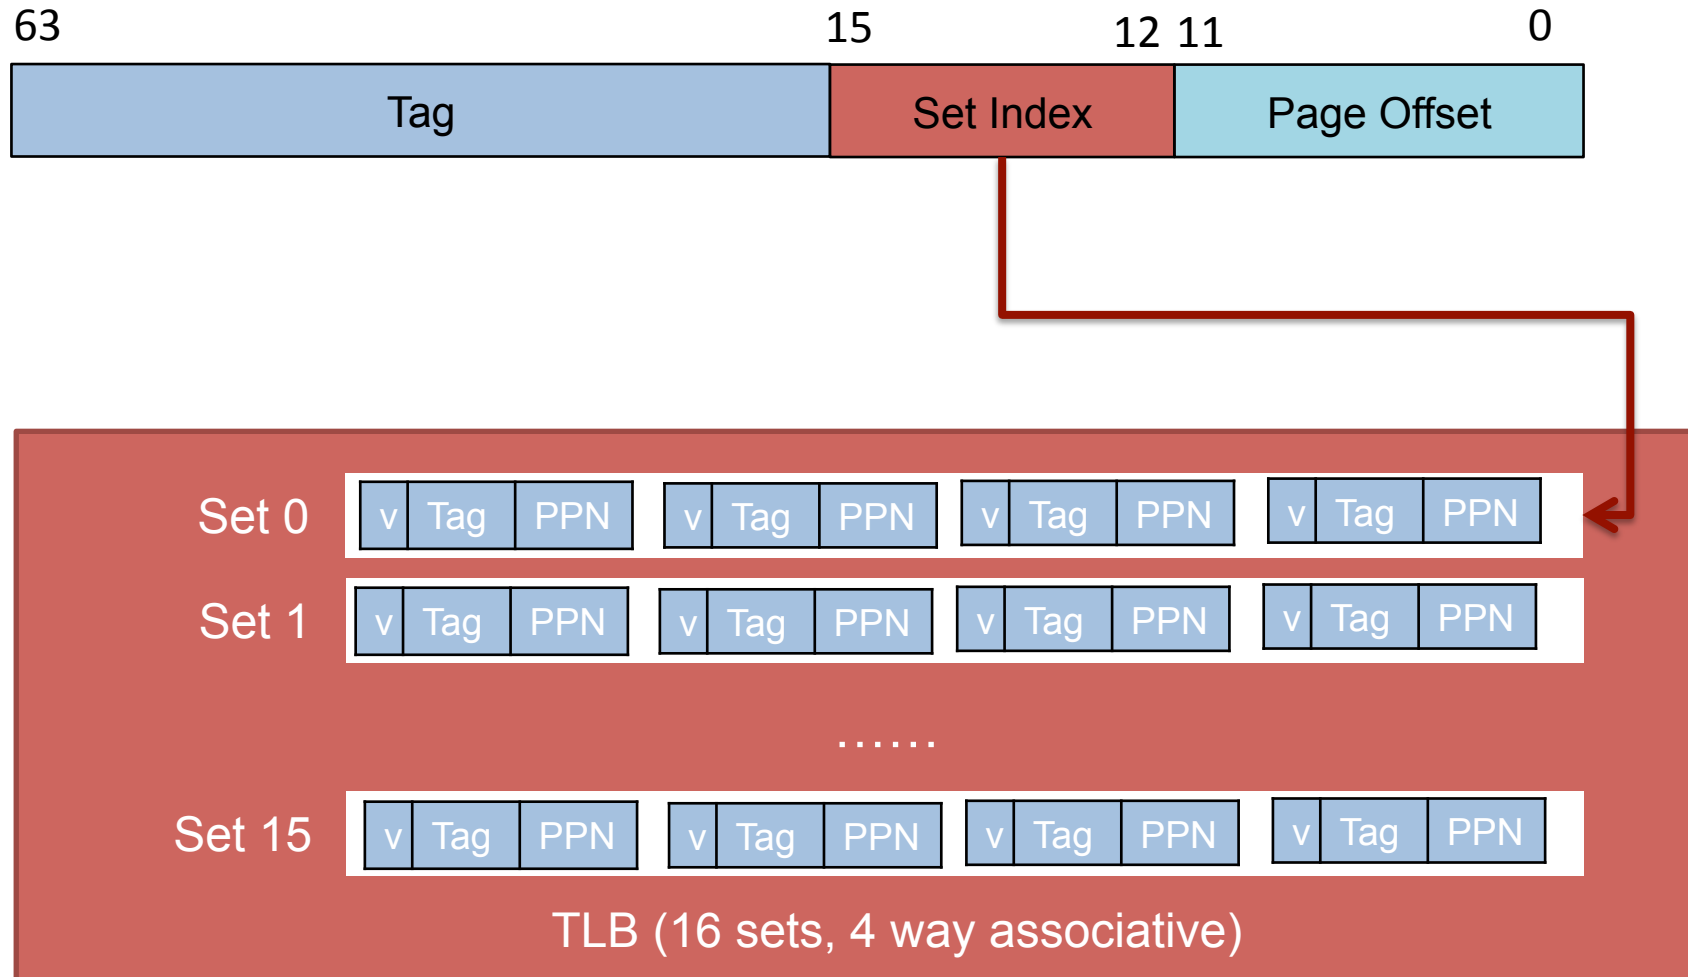 63 15 12 11 0
Tag Set Index Page Offset
Set 0 v Tag PPN v Tag PPN v Tag PPN v Tag PPN
Set 1 v Tag PPN v Tag PPN v Tag PPN v Tag PPN
......
Set 15 v Tag PPN v Tag PPN v Tag PPN v Tag PPN
TLB (16 sets, 4 way associative)